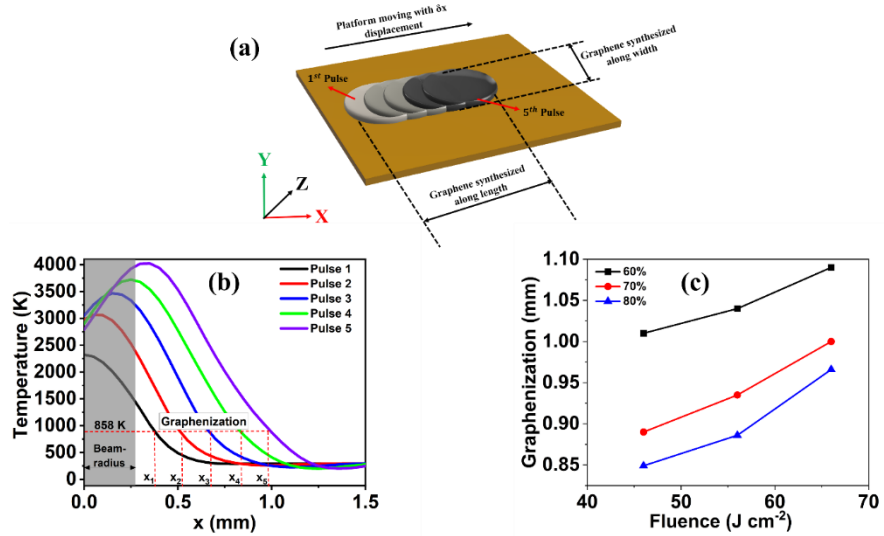 (a)
Platform moving with δx
displacement
1st Pulse
5th Pulse
Graphene synthesized
along width
Graphene synthesized
along length
Y
Z
X
(b)
Temperature (K)
4000
3500
3000
2500
2000
1500
1000
500
0
Pulse 1
Pulse 2
Pulse 3
Pulse 4
Pulse 5
858 K
Graphenization
Beam-
radius
x1
x2
x3
x4
x5
0.0
0.5
1.0
1.5
x (mm)
(c)
Graphenization (mm)
1.10
1.05
1.00
0.95
0.90
0.85
60%
70%
80%
40
50
60
70
Fluence (J cm-2)